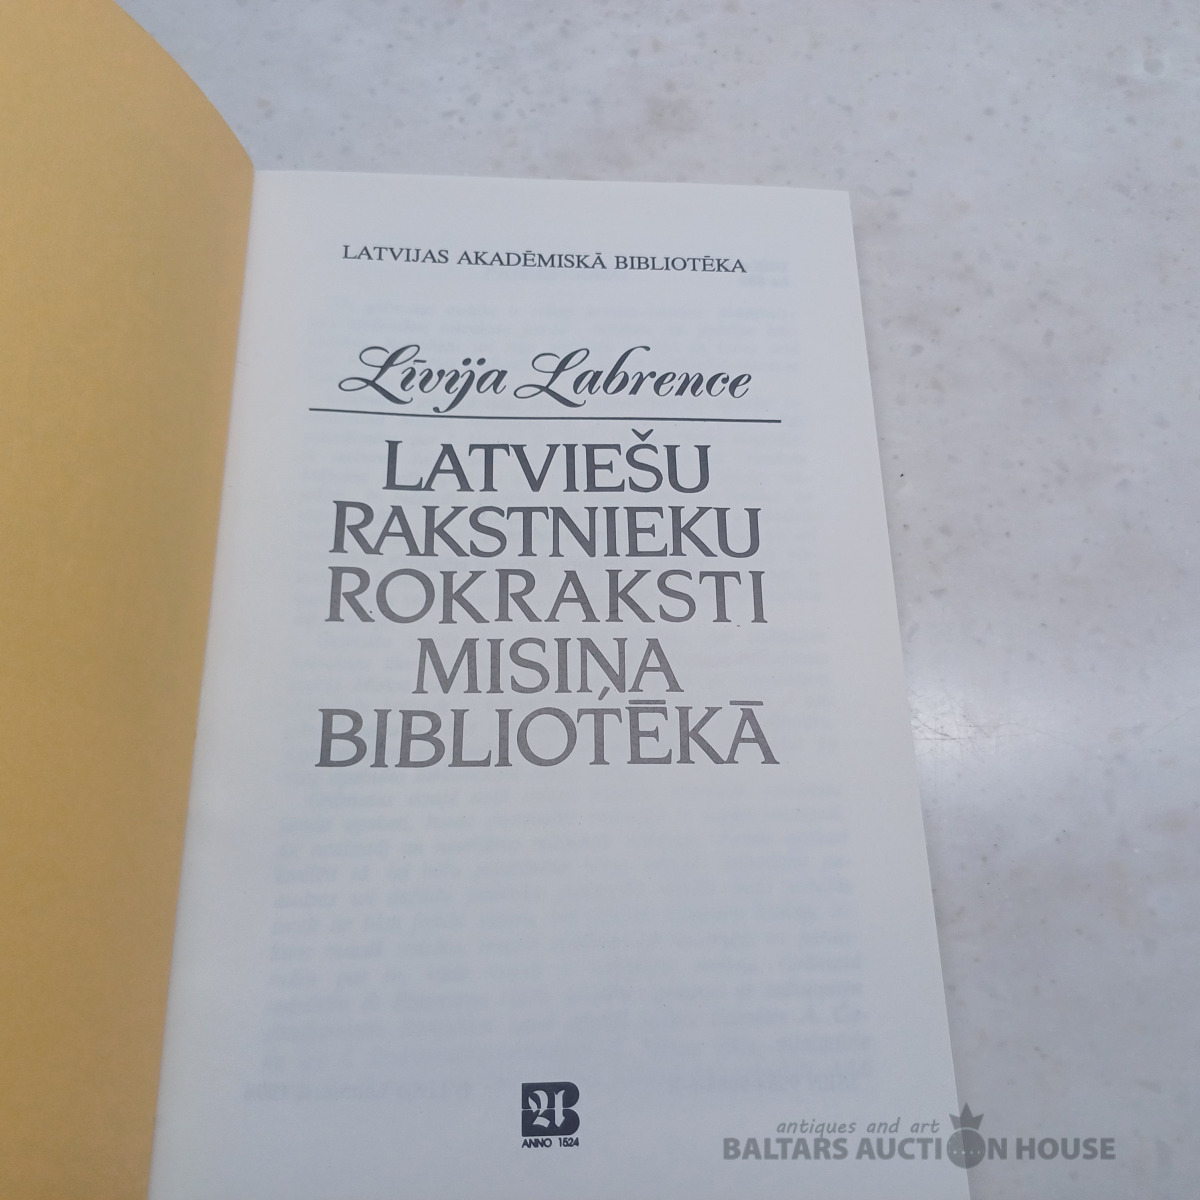 LATVIJAS AKADĒMISKĀ BIBLIOTĒKA
Līvija Labrence
LATVIEŠU
RAKSTNIEKU
ROKRAKSTI
MISIŅA
BIBLIOTĒKĀ
ANNO 1524
antiques and art
BALTARS AUCTION HOUSE